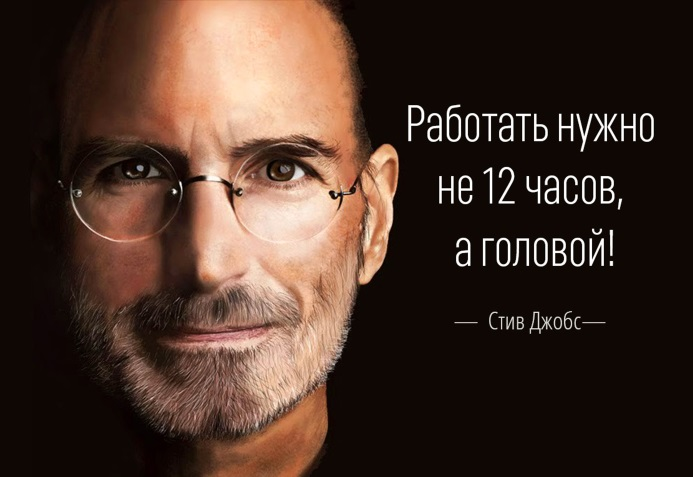 Работать нужно
не 12 часов,
а головой!
— Стив Джобс—